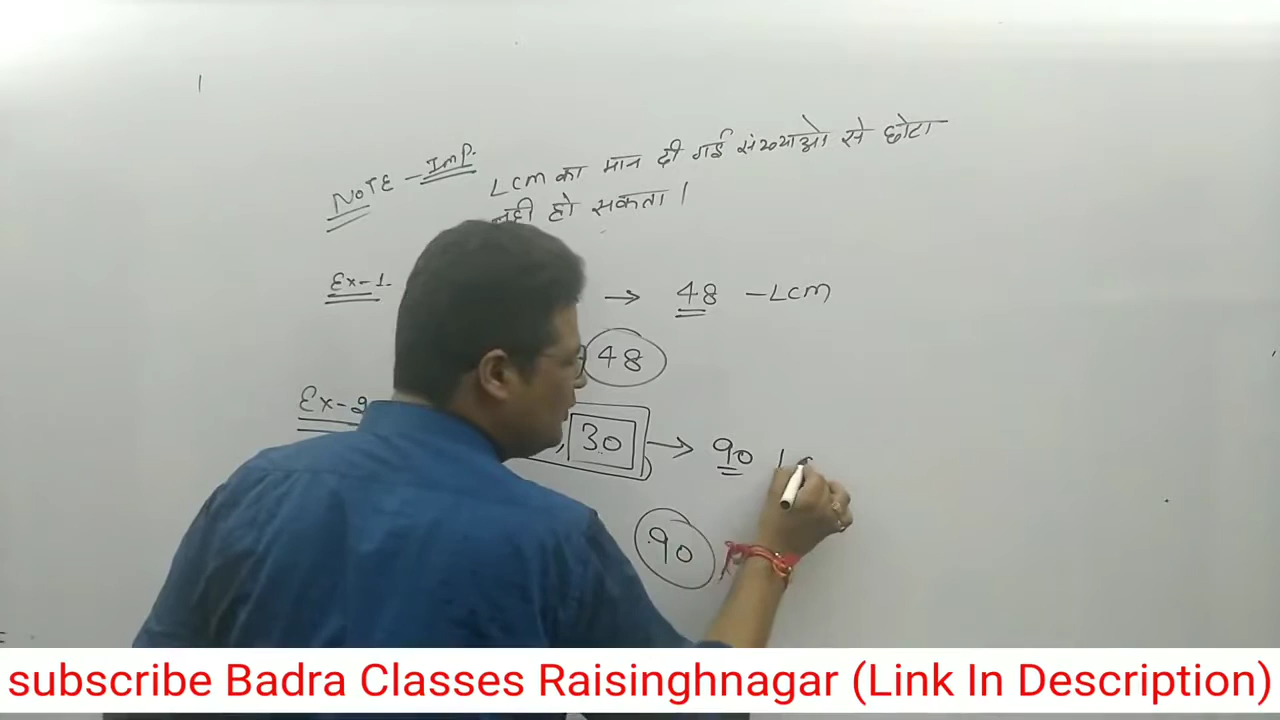 NOTE - Imp. LCM का मान दी गई संख्याओ से छोटा
नही हो सकता |
Ex-1. → 48 - LCM
48
Ex-2 , 30 → 90 L
90
subscribe Badra Classes Raisinghnagar (Link In Description)